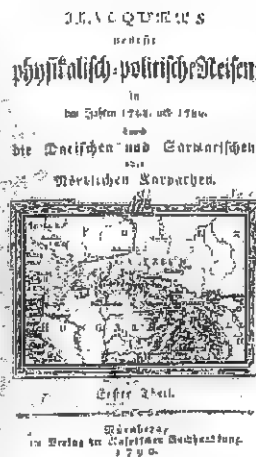 HACQUET'S
neueste
physikalisch=politische Reisen
in
den Jahren 1788. und 1789.
durch
die Dacischen und Sarmatischen
oder
Nördlichen Karpathen.
Erster Theil.
Nürnberg,
im Verlag der Raspischen Buchhandlung.
1790.